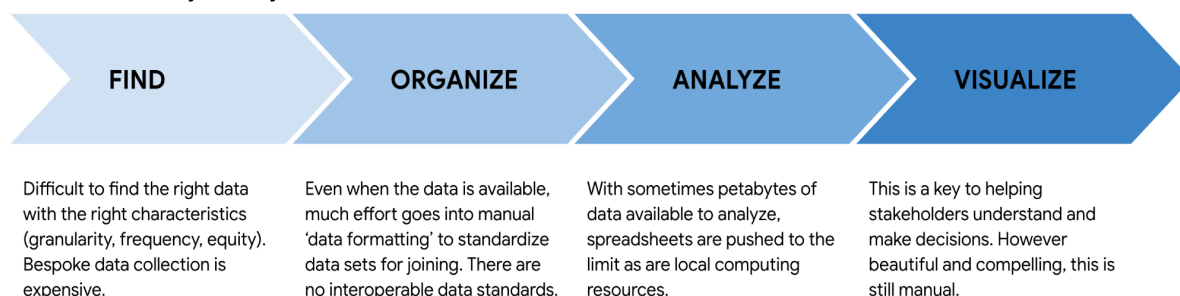 FIND
ORGANIZE
ANALYZE
VISUALIZE
Difficult to find the right data
with the right characteristics
(granularity, frequency, equity).
Bespoke data collection is
expensive.
Even when the data is available,
much effort goes into manual
‘data formatting’ to standardize
data sets for joining. There are
no interoperable data standards.
With sometimes petabytes of
data available to analyze,
spreadsheets are pushed to the
limit as are local computing
resources.
This is a key to helping
stakeholders understand and
make decisions. However
beautiful and compelling, this is
still manual.